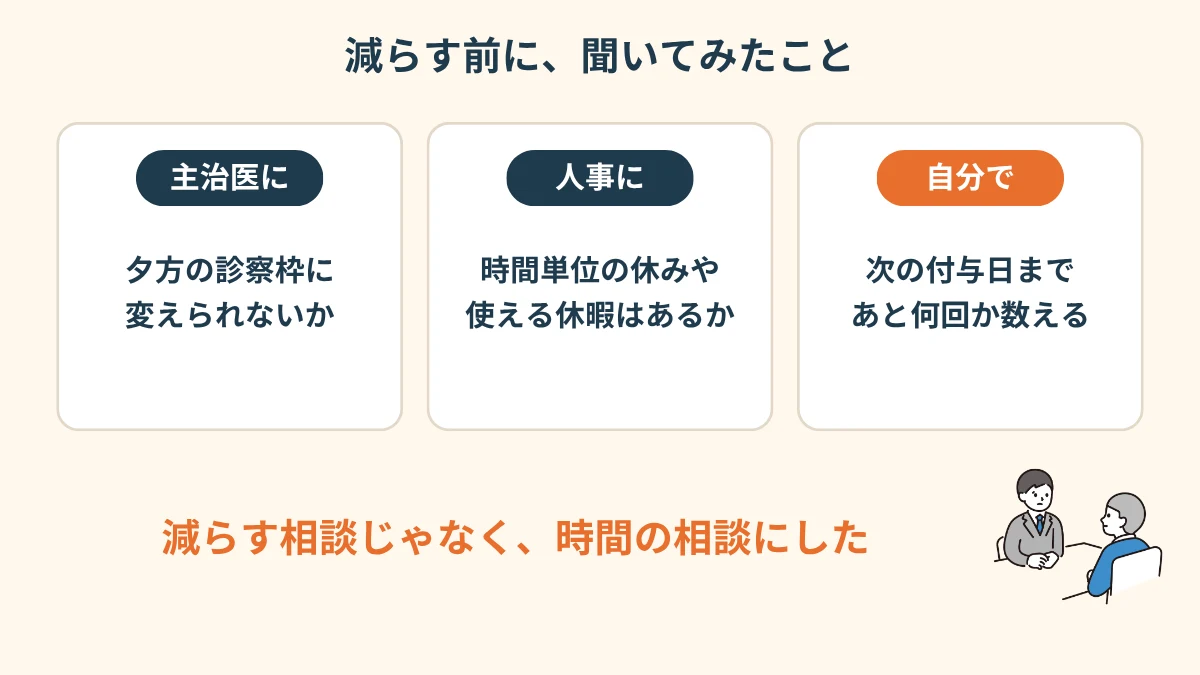 減らす前に、聞いてみたこと
主治医に
夕方の診察枠に
変えられないか
人事に
時間単位の休みや
使える休暇はあるか
自分で
次の付与日まで
あと何回か数える
減らす相談じゃなく、時間の相談にした